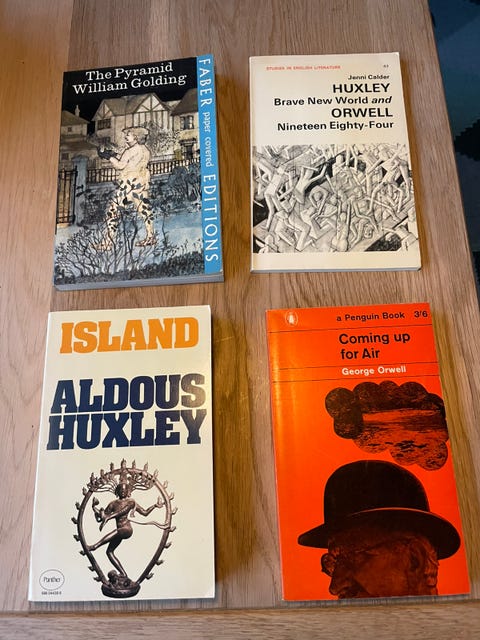 The Pyramid
William Golding
FABER paper covered EDITIONS
STUDIES IN ENGLISH LITERATURE
Jenni Calder
HUXLEY
Brave New World and
ORWELL
Nineteen Eighty-Four
ISLAND
ALDOUS
HUXLEY
Panther
a Penguin Book 3'6
Coming up
for Air
George Orwell